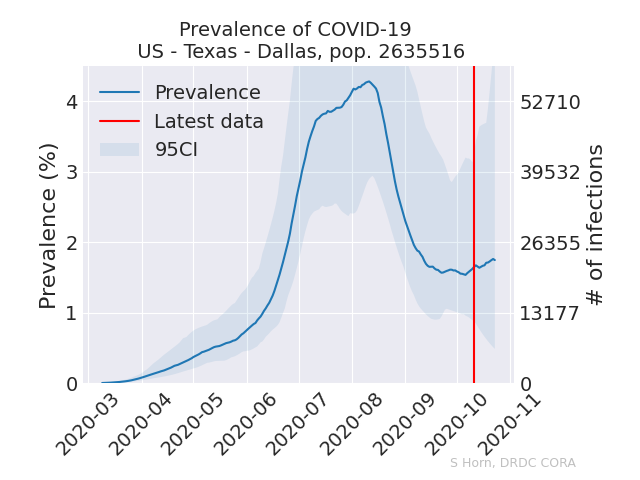 Prevalence of COVID-19
US - Texas - Dallas, pop. 2635516
Prevalence
Latest data
95CI
Prevalence (%)
4
3
2
1
0
52710
39532
26355
13177
0
# of infections
2020-03
2020-04
2020-05
2020-06
2020-07
2020-08
2020-09
2020-10
2020-11
S Horn, DRDC CORA